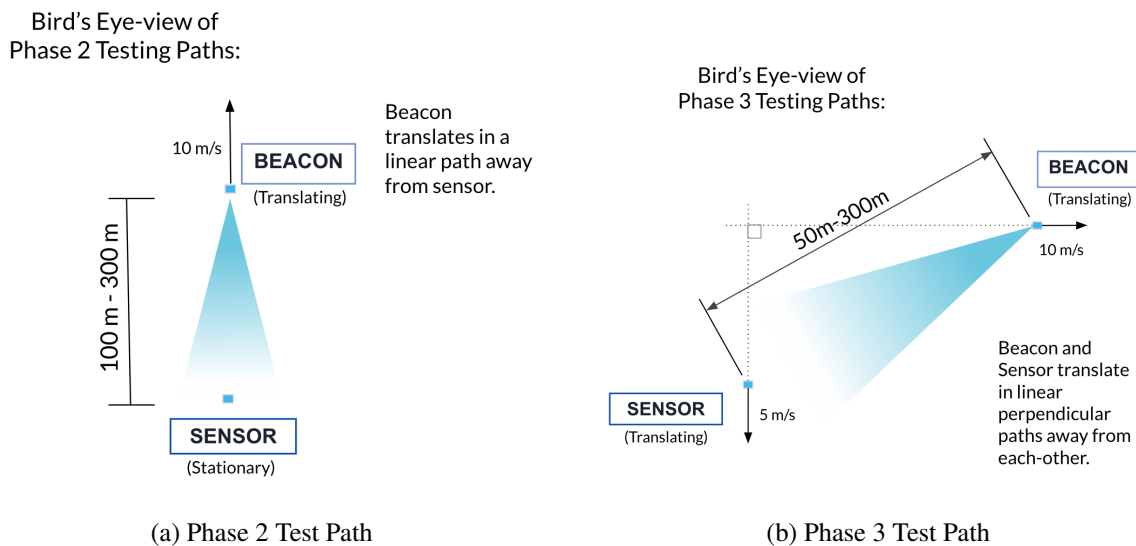 Bird's Eye-view of
Phase 2 Testing Paths:
10 m/s
BEACON
(Translating)
Beacon
translates in a
linear path away
from sensor.
100 m - 300 m
SENSOR
(Stationary)
(a) Phase 2 Test Path
Bird's Eye-view of
Phase 3 Testing Paths:
BEACON
(Translating)
50m-300m
10 m/s
Beacon and
Sensor translate
in linear
perpendicular
paths away from
each-other.
SENSOR
(Translating)
5 m/s
(b) Phase 3 Test Path